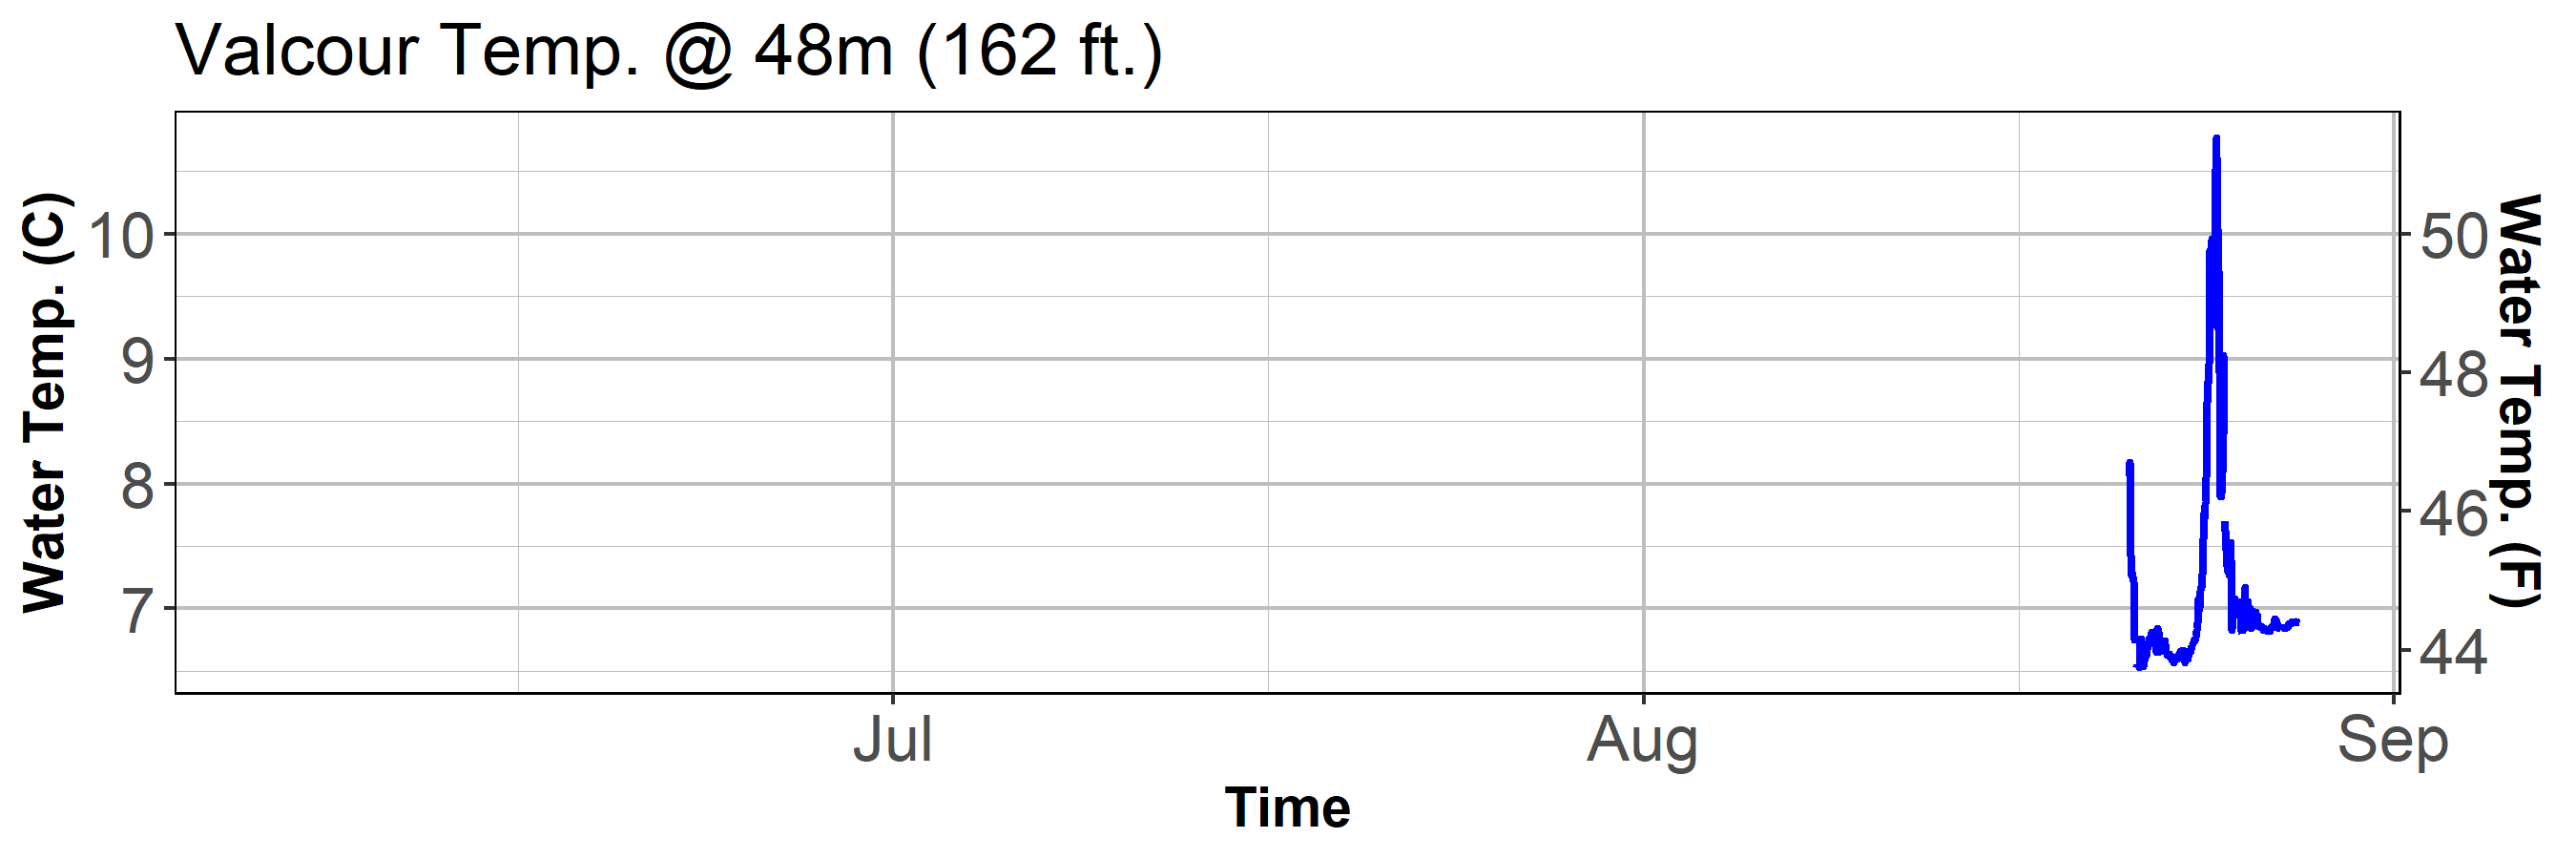 Valcour Temp. @ 48m (162 ft.)
Water Temp. (C)
10
9
8
7
50
48
46
44
Water Temp. (F)
Jul
Aug
Sep
Time